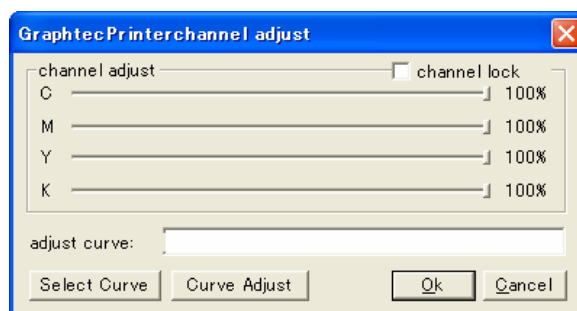 GraphtecPrinterchannel adjust
channel adjust channel lock
C 100%
M 100%
Y 100%
K 100%
adjust curve:
Select Curve Curve Adjust Ok Cancel